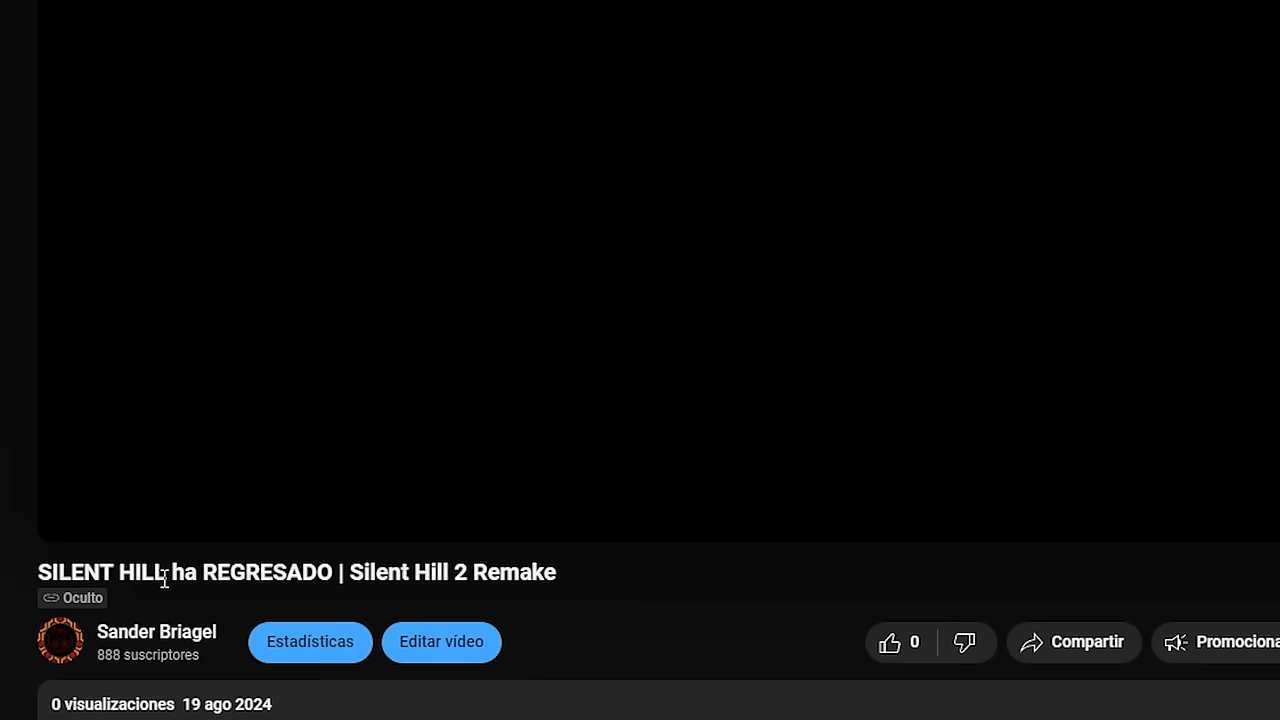 SILENT HILL ha REGRESADO | Silent Hill 2 Remake
Oculto
Sander Briagel
888 suscriptores
Estadísticas
Editar vídeo
0
Compartir
Promociona
0 visualizaciones 19 ago 2024